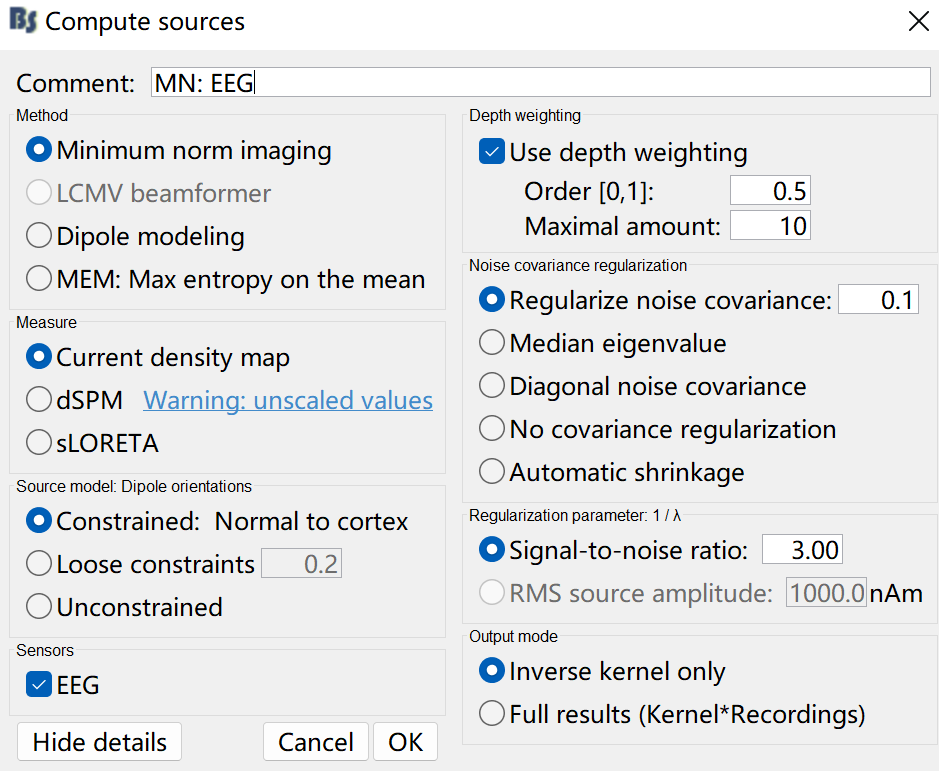 BS Compute sources
Comment: MN: EEG
Method
Minimum norm imaging
LCMV beamformer
Dipole modeling
MEM: Max entropy on the mean
Measure
Current density map
dSPM Warning: unscaled values
sLORETA
Source model: Dipole orientations
Constrained: Normal to cortex
Loose constraints 0.2
Unconstrained
Sensors
EEG
Hide details Cancel OK
Depth weighting
Use depth weighting
Order [0,1]: 0.5
Maximal amount: 10
Noise covariance regularization
Regularize noise covariance: 0.1
Median eigenvalue
Diagonal noise covariance
No covariance regularization
Automatic shrinkage
Regularization parameter: 1 / λ
Signal-to-noise ratio: 3.00
RMS source amplitude: 1000.0 nAm
Output mode
Inverse kernel only
Full results (Kernel*Recordings)